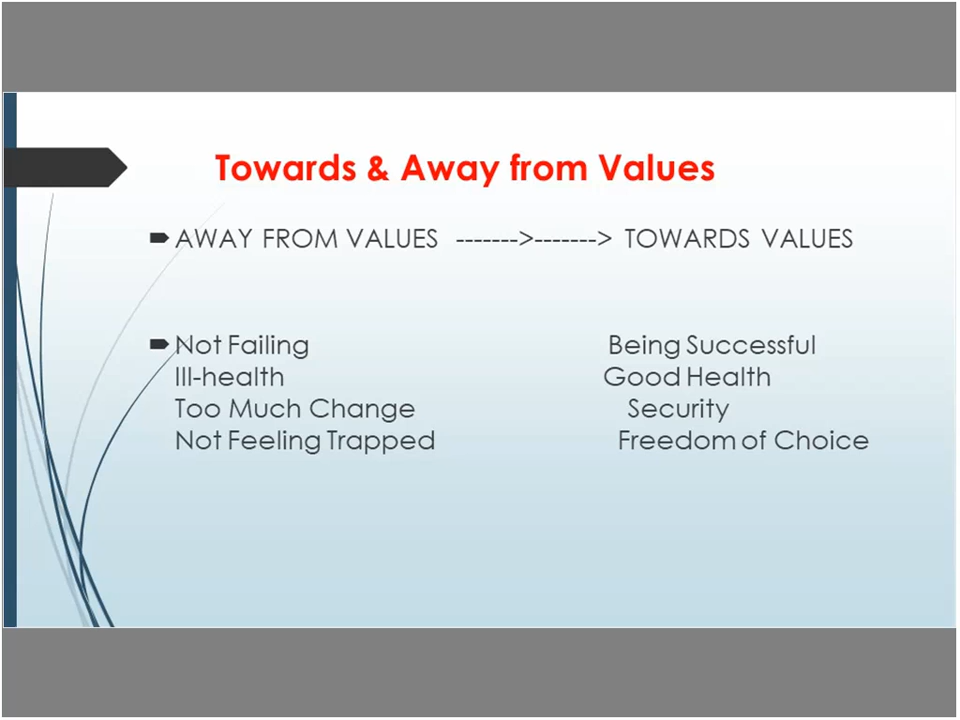 Towards & Away from Values
AWAY FROM VALUES ------->-------> TOWARDS VALUES
Not Failing Being Successful
Ill-health Good Health
Too Much Change Security
Not Feeling Trapped Freedom of Choice